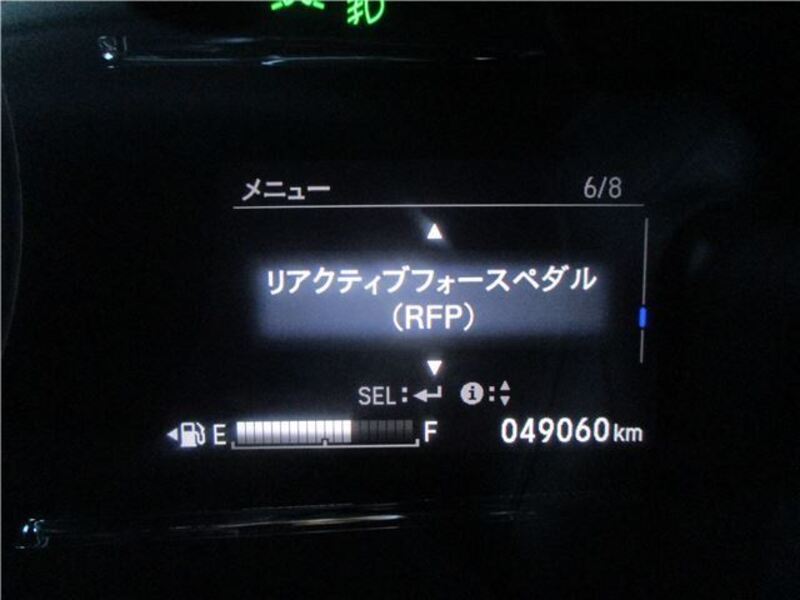 メニュー 6/8
▲
リアクティブフォースペダル
(RFP)
▼
SEL:↵ ℹ:▲▼
◀⛽E F 049060km